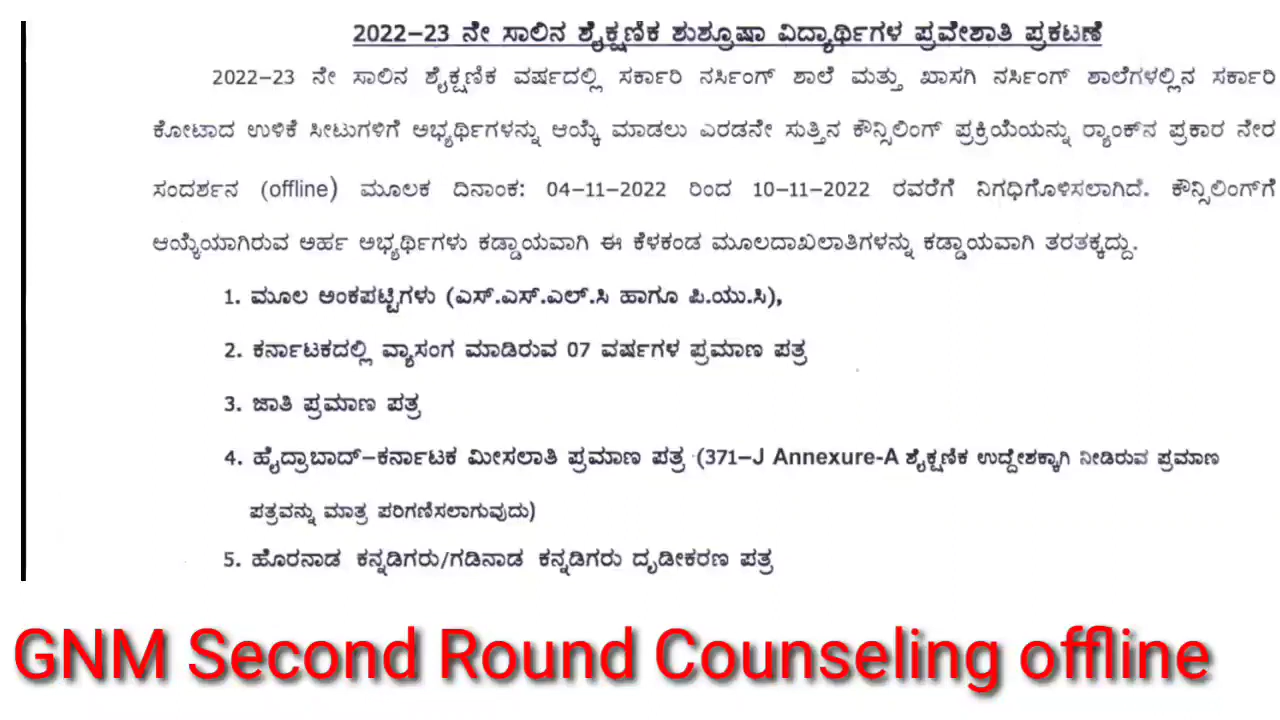 2022–23 ನೇ ಸಾಲಿನ ಶೈಕ್ಷಣಿಕ ಶುಶ್ರೂಷಾ ವಿದ್ಯಾರ್ಥಿಗಳ ಪ್ರವೇಶಾತಿ ಪ್ರಕಟಣೆ
2022–23 ನೇ ಸಾಲಿನ ಶೈಕ್ಷಣಿಕ ವರ್ಷದಲ್ಲಿ ಸರ್ಕಾರಿ ನರ್ಸಿಂಗ್ ಶಾಲೆ ಮತ್ತು ಖಾಸಗಿ ನರ್ಸಿಂಗ್ ಶಾಲೆಗಳಲ್ಲಿನ ಸರ್ಕಾರಿ
ಕೋಟಾದ ಉಳಿಕೆ ಸೀಟುಗಳಿಗೆ ಅಭ್ಯರ್ಥಿಗಳನ್ನು ಆಯ್ಕೆ ಮಾಡಲು ಎರಡನೇ ಸುತ್ತಿನ ಕೌನ್ಸಿಲಿಂಗ್ ಪ್ರಕ್ರಿಯೆಯನ್ನು ರ‍್ಯಾಂಕ್‌ನ ಪ್ರಕಾರ ನೇರ
ಸಂದರ್ಶನ (offline) ಮೂಲಕ ದಿನಾಂಕ: 04–11–2022 ರಿಂದ 10–11–2022 ರವರೆಗೆ ನಿಗಧಿಗೊಳಿಸಲಾಗಿದೆ. ಕೌನ್ಸಿಲಿಂಗ್‌ಗೆ
ಆಯ್ಕೆಯಾಗಿರುವ ಅರ್ಹ ಅಭ್ಯರ್ಥಿಗಳು ಕಡ್ಡಾಯವಾಗಿ ಈ ಕೆಳಕಂಡ ಮೂಲದಾಖಲಾತಿಗಳನ್ನು ಕಡ್ಡಾಯವಾಗಿ ತರತಕ್ಕದ್ದು.
1. ಮೂಲ ಅಂಕಪಟ್ಟಿಗಳು (ಎಸ್.ಎಸ್.ಎಲ್.ಸಿ ಹಾಗೂ ಪಿ.ಯು.ಸಿ),
2. ಕರ್ನಾಟಕದಲ್ಲಿ ವ್ಯಾಸಂಗ ಮಾಡಿರುವ 07 ವರ್ಷಗಳ ಪ್ರಮಾಣ ಪತ್ರ
3. ಜಾತಿ ಪ್ರಮಾಣ ಪತ್ರ
4. ಹೈದ್ರಾಬಾದ್–ಕರ್ನಾಟಕ ಮೀಸಲಾತಿ ಪ್ರಮಾಣ ಪತ್ರ (371–J Annexure-A ಶೈಕ್ಷಣಿಕ ಉದ್ದೇಶಕ್ಕಾಗಿ ನೀಡಿರುವ ಪ್ರಮಾಣ
ಪತ್ರವನ್ನು ಮಾತ್ರ ಪರಿಗಣಿಸಲಾಗುವುದು)
5. ಹೊರನಾಡ ಕನ್ನಡಿಗರು/ಗಡಿನಾಡ ಕನ್ನಡಿಗರು ದೃಡೀಕರಣ ಪತ್ರ
GNM Second Round Counseling offline